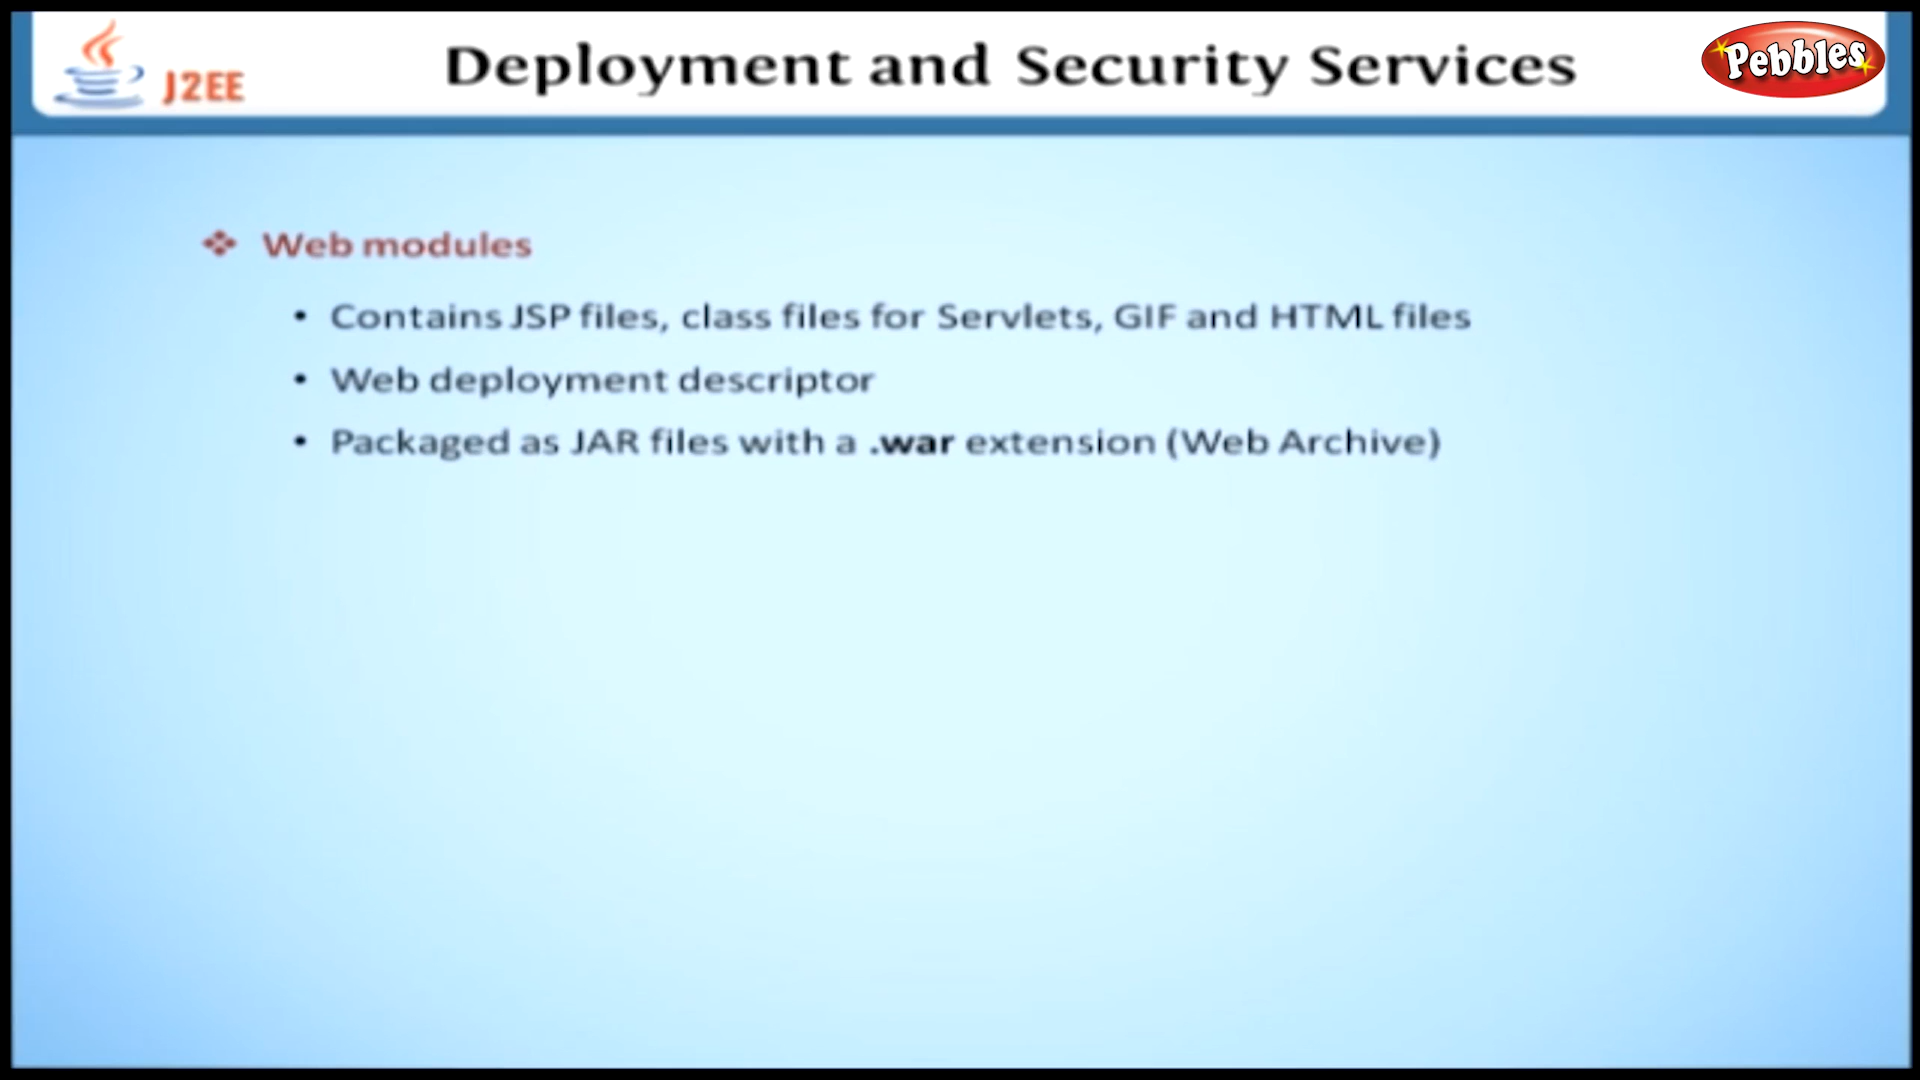 J2EE
Deployment and Security Services
Pebbles
❖ Web modules
• Contains JSP files, class files for Servlets, GIF and HTML files
• Web deployment descriptor
• Packaged as JAR files with a .war extension (Web Archive)